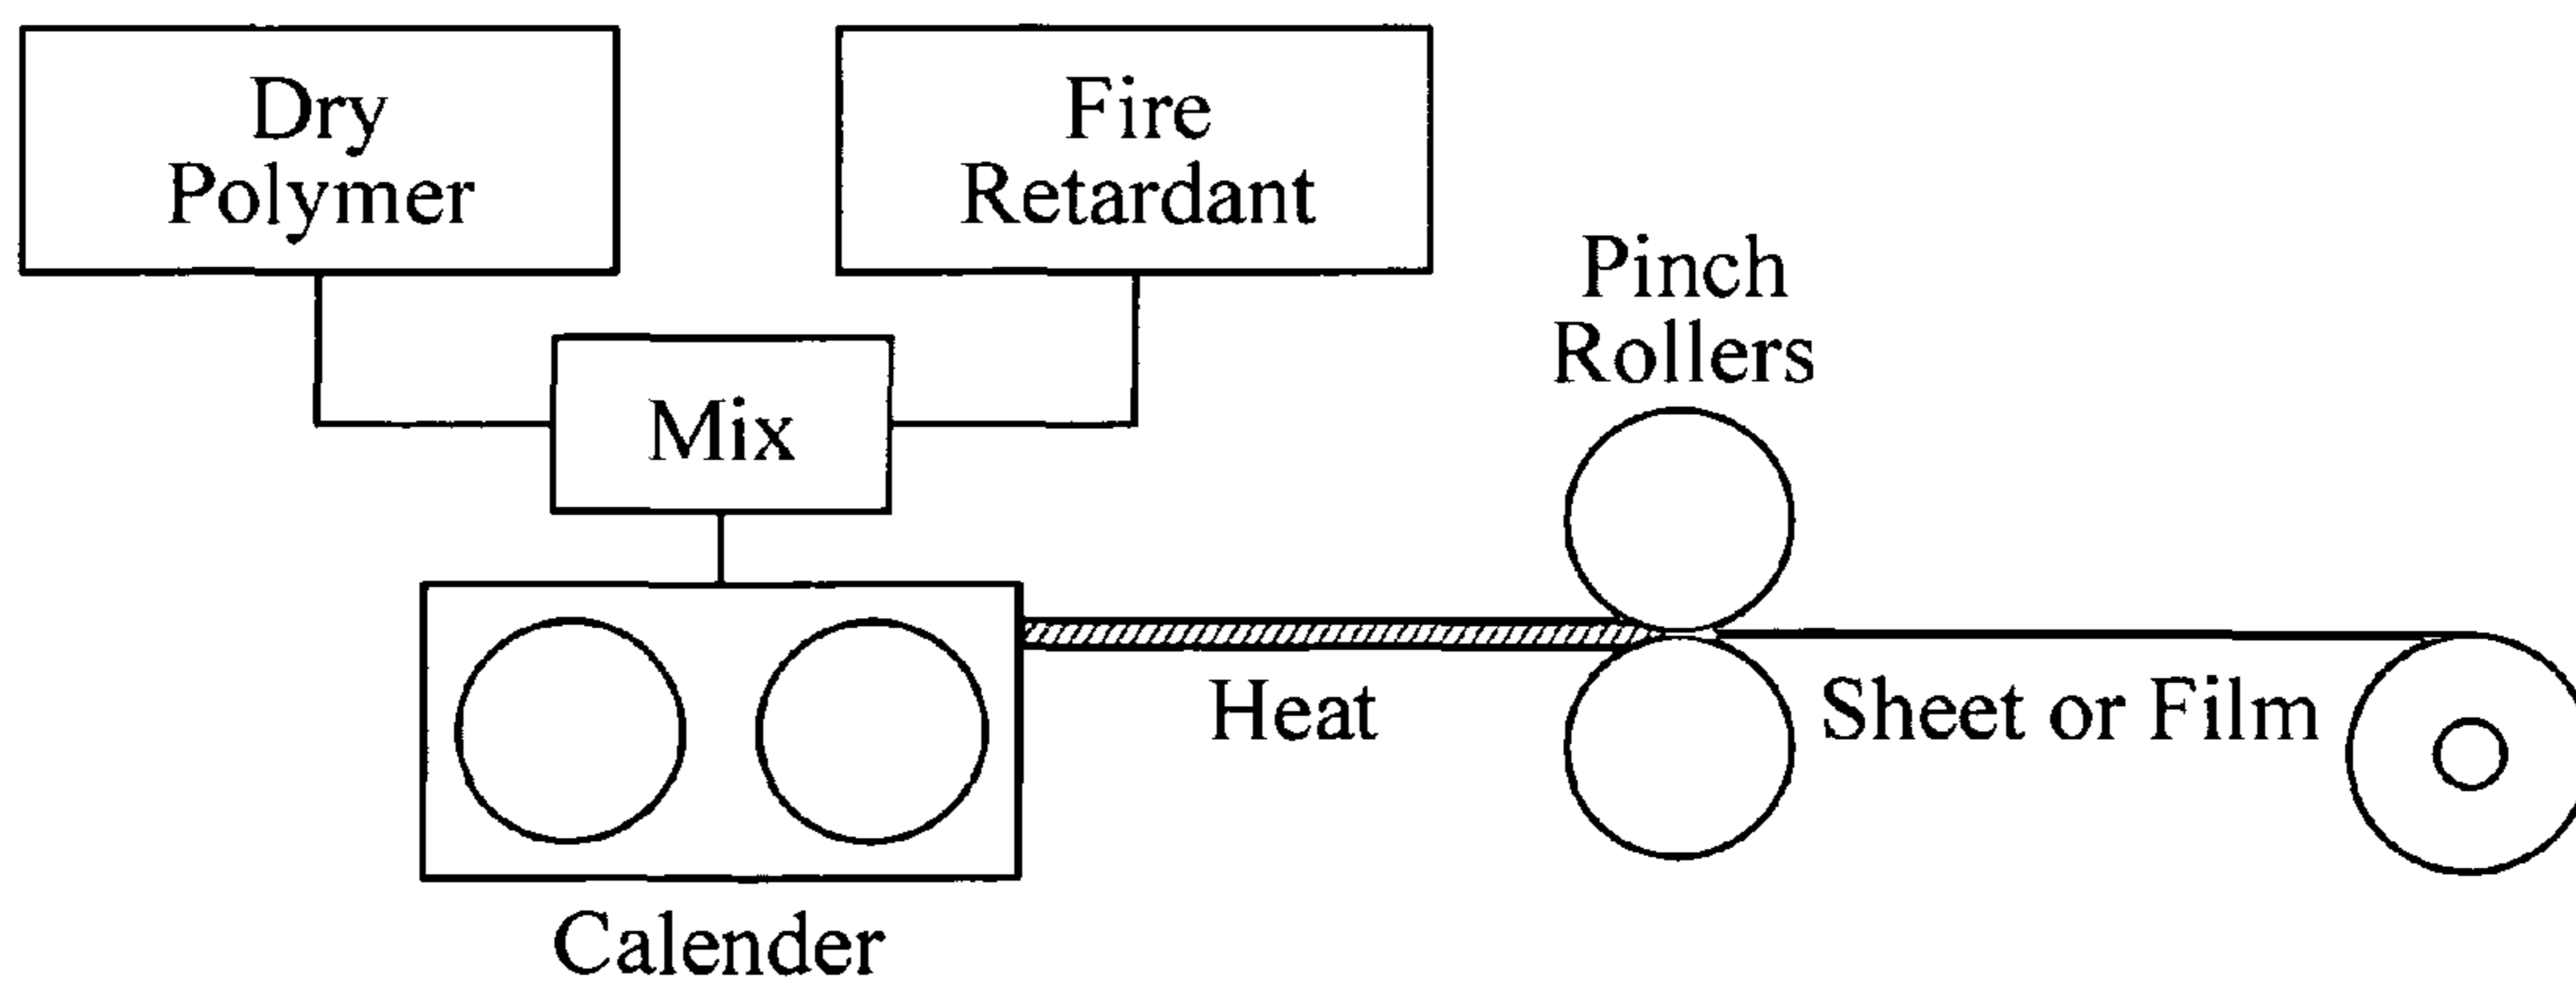 Dry
Polymer
Fire
Retardant
Pinch
Rollers
Mix
Heat
Sheet or Film
Calender